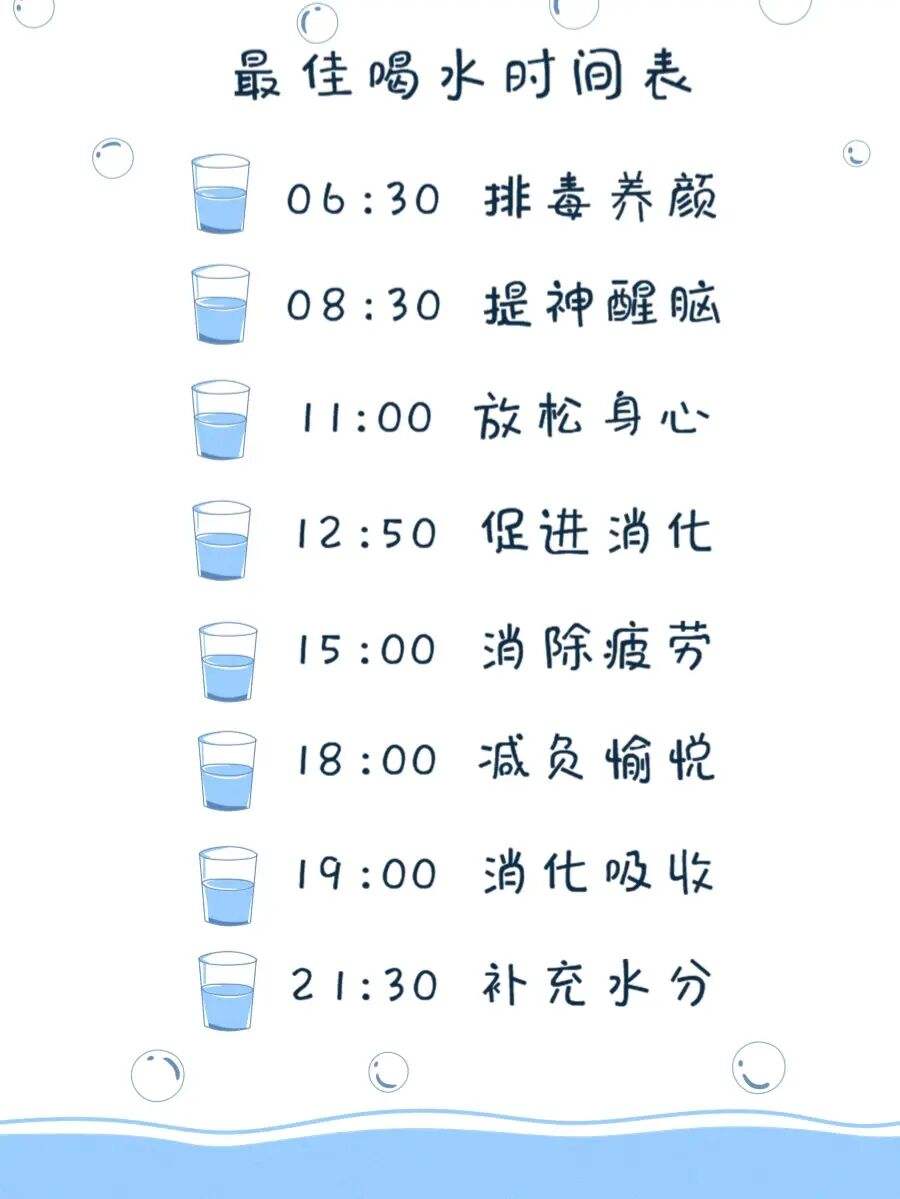 最佳喝水时间表
06:30 排毒养颜
08:30 提神醒脑
11:00 放松身心
12:50 促进消化
15:00 消除疲劳
18:00 减负愉悦
19:00 消化吸收
21:30 补充水分